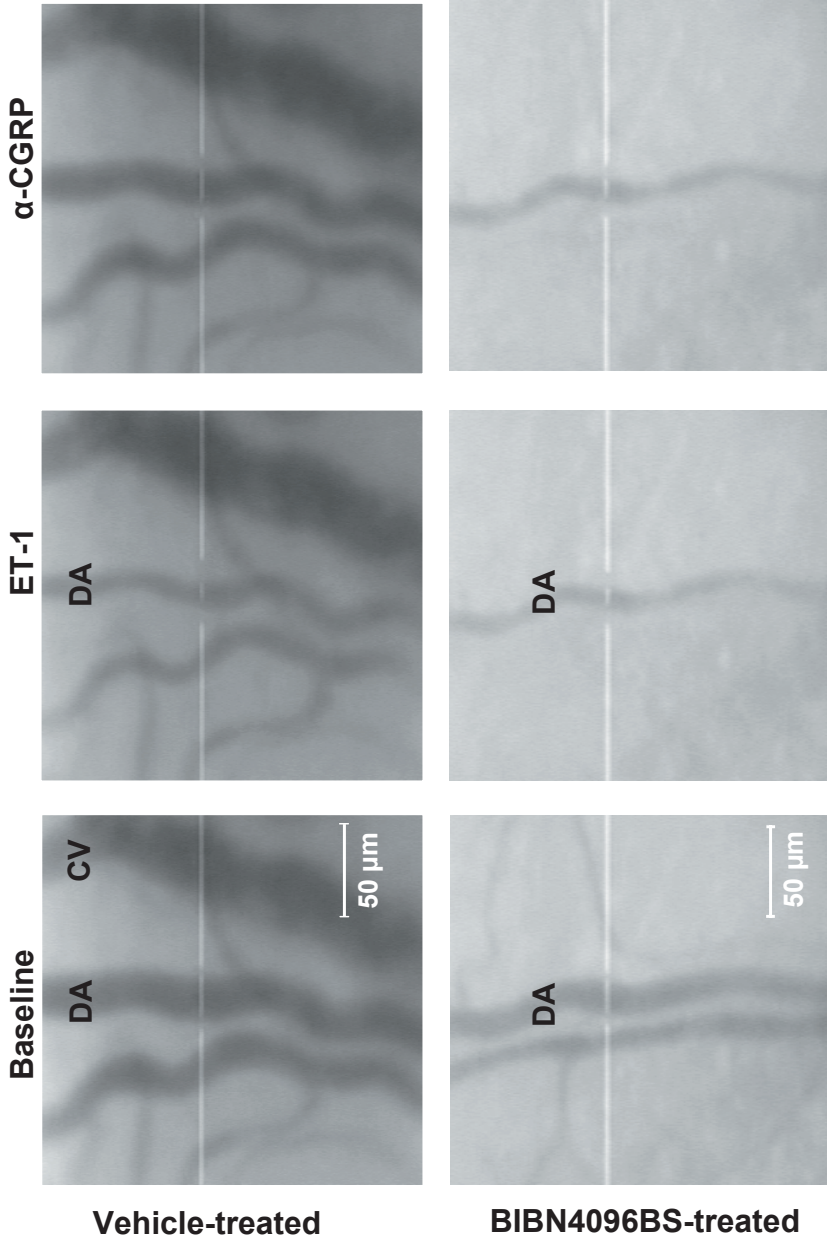 Baseline
ET-1
α-CGRP
Vehicle-treated
DA
CV
50 µm
DA
BIBN4096BS-treated
DA
50 µm
DA